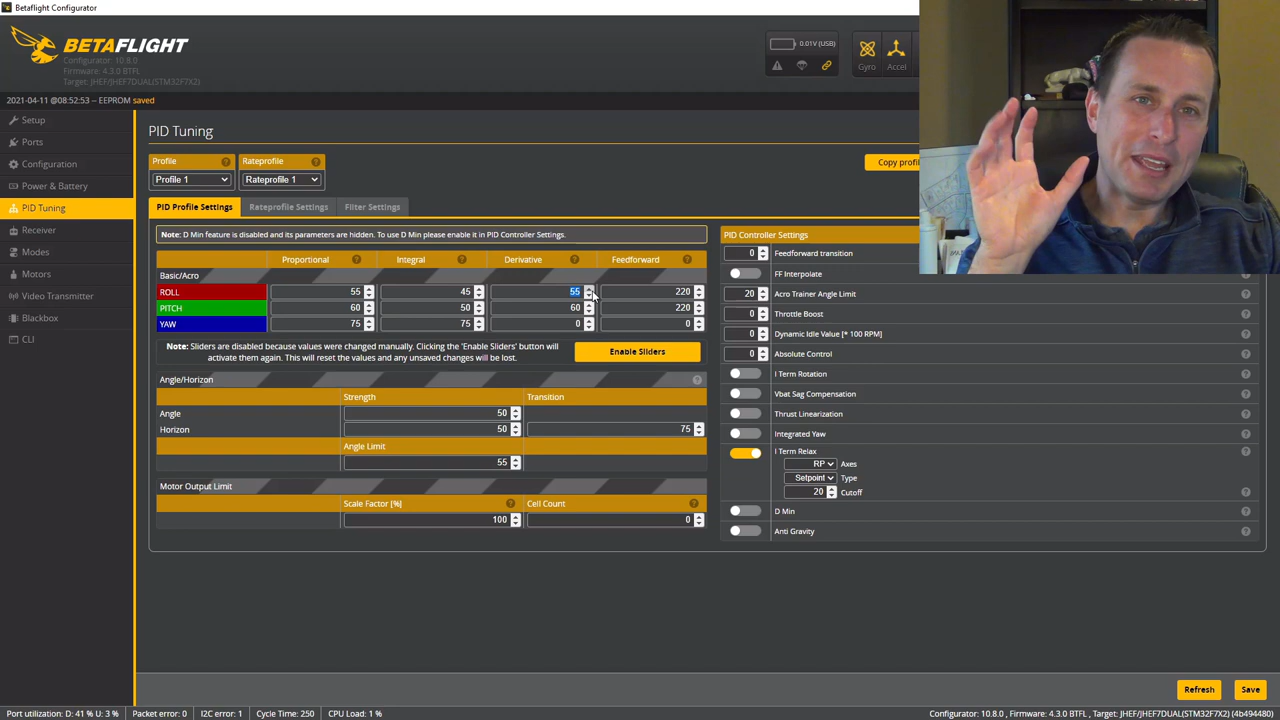 Betaflight Configurator
BETAFLIGHT
Configurator: 10.8.0
Firmware: 4.3.0 BTFL
Target: JHEF/JHEF7DUAL(STM32F7X2)
0.01V (USB)
Gyro
Accel
2021-04-11 @08:52:53 -- EEPROM saved
Setup
Ports
Configuration
Power & Battery
PID Tuning
Receiver
Modes
Motors
Video Transmitter
Blackbox
CLI
PID Tuning
Profile ?
Rateprofile ?
Profile 1
Rateprofile 1
Copy profil
PID Profile Settings
Rateprofile Settings
Filter Settings
Note: D Min feature is disabled and its parameters are hidden. To use D Min please enable it in PID Controller Settings.
Proportional ? Integral ? Derivative ? Feedforward ?
Basic/Acro
ROLL 55 45 55 220
PITCH 60 50 60 220
YAW 75 75 0 0
Note: Sliders are disabled because values were changed manually. Clicking the 'Enable Sliders' button will
activate them again. This will reset the values and any unsaved changes will be lost.
Enable Sliders
Angle/Horizon ?
Strength Transition
Angle 50
Horizon 50 75
Angle Limit
55
Motor Output Limit
Scale Factor [%] ? Cell Count ?
100 0
PID Controller Settings
0 Feedforward transition
FF Interpolate ?
20 Acro Trainer Angle Limit ?
0 Throttle Boost ?
0 Dynamic Idle Value [* 100 RPM] ?
0 Absolute Control ?
I Term Rotation ?
Vbat Sag Compensation ?
Thrust Linearization ?
Integrated Yaw ?
I Term Relax
RP Axes
Setpoint Type
20 Cutoff ?
D Min ?
Anti Gravity ?
Refresh
Save
Port utilization: D: 41 % U: 3 %
Packet error: 0
I2C error: 1
Cycle Time: 250
CPU Load: 1 %
Configurator: 10.8.0 , Firmware: 4.3.0 BTFL, Target: JHEF/JHEF7DUAL(STM32F7X2) (4b494480)